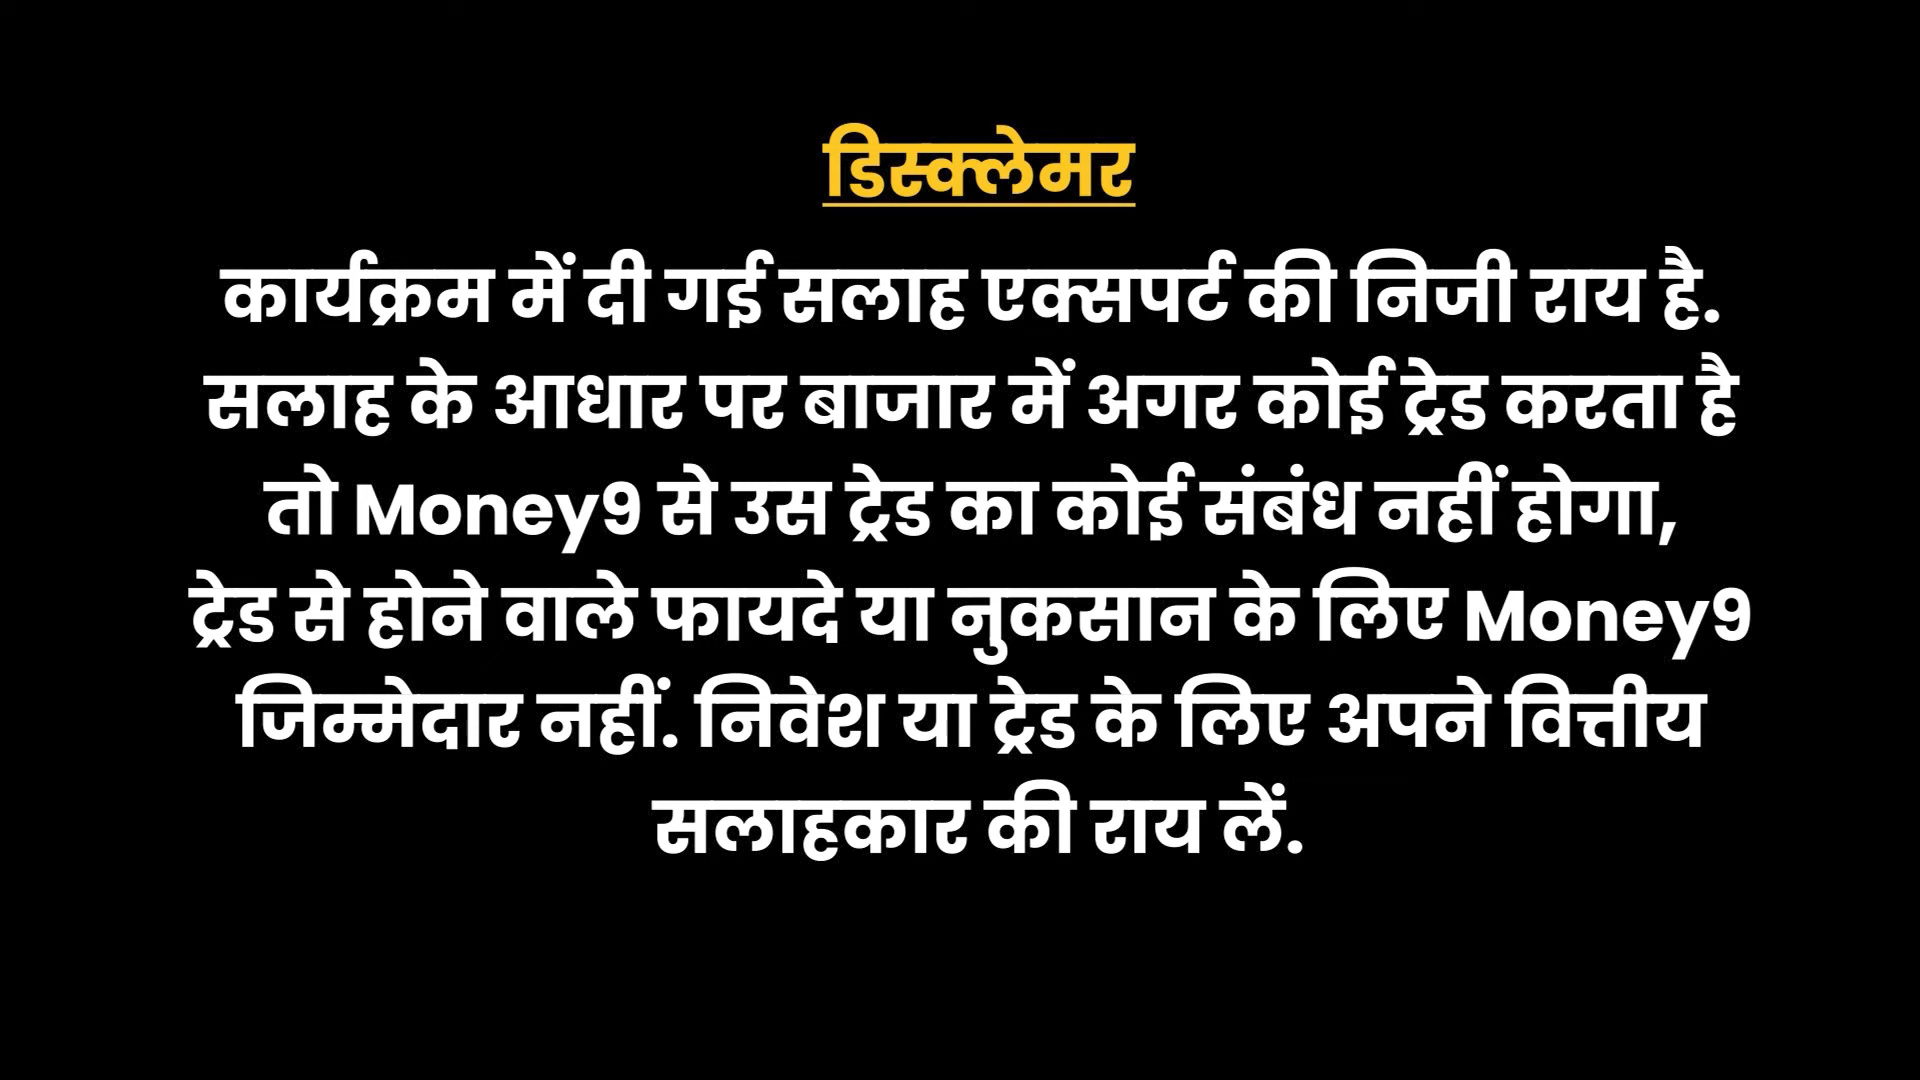 डिस्क्लेमर
कार्यक्रम में दी गई सलाह एक्सपर्ट की निजी राय है.
सलाह के आधार पर बाजार में अगर कोई ट्रेड करता है
तो Money9 से उस ट्रेड का कोई संबंध नहीं होगा,
ट्रेड से होने वाले फायदे या नुकसान के लिए Money9
जिम्मेदार नहीं. निवेश या ट्रेड के लिए अपने वित्तीय
सलाहकार की राय लें.